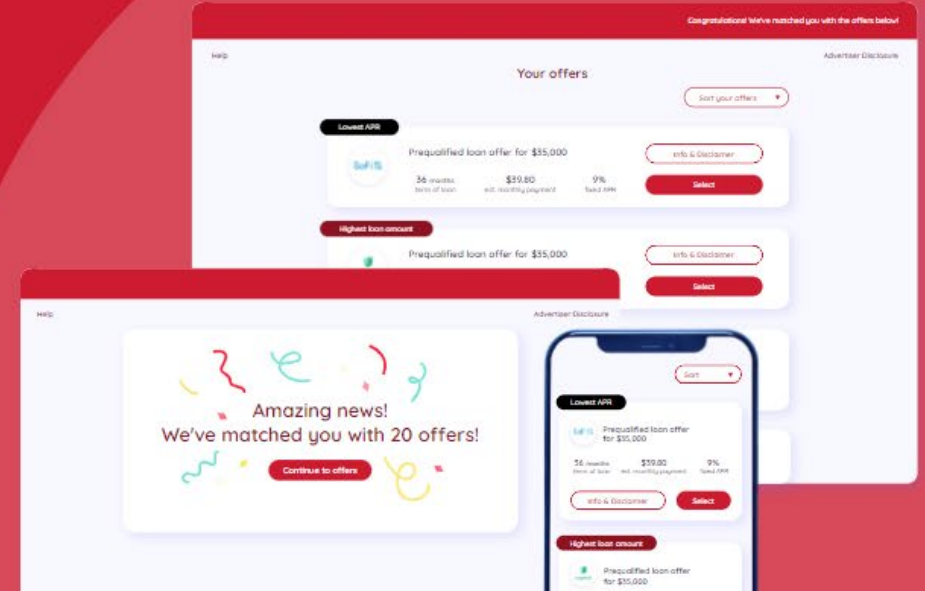 Congratulations! We've matched you with the offers below!
Help
Advertiser Disclosure
Your offers
Sort your offers
Lowest APR
SoFi
Prequalified loan offer for $35,000
Info & Disclaimer
36 months
$39.80
9%
term of loan
est. monthly payment
fixed APR
Select
Highest loan amount
Prequalified loan offer for $35,000
Info & Disclaimer
Select
Help
Advertiser Disclosure
Amazing news!
We've matched you with 20 offers!
Continue to offers
Sort
Lowest APR
SoFi
Prequalified loan offer
for $35,000
36 months
$39.80
9%
term of loan
est. monthly payment
fixed APR
Info & Disclaimer
Select
Highest loan amount
Prequalified loan offer
for $35,000